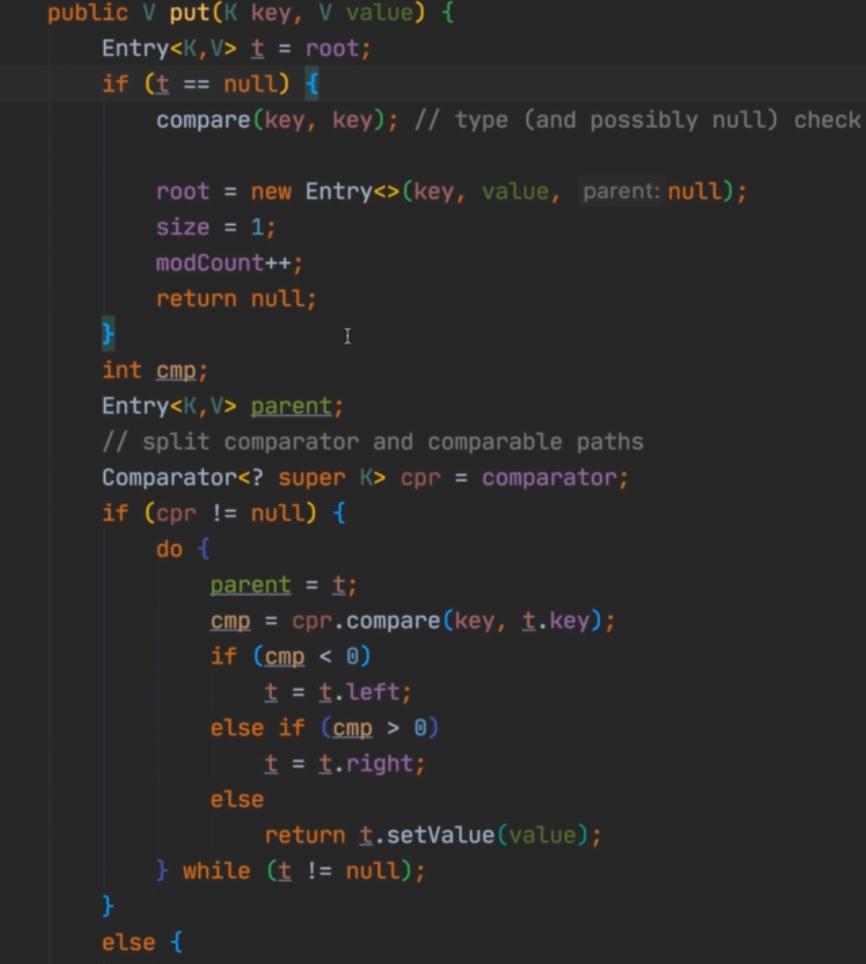 public V put(K key, V value) {
Entry<K,V> t = root;
if (t == null) {
compare(key, key); // type (and possibly null) check
root = new Entry<>(key, value, parent: null);
size = 1;
modCount++;
return null;
}
int cmp;
Entry<K,V> parent;
// split comparator and comparable paths
Comparator<? super K> cpr = comparator;
if (cpr != null) {
do {
parent = t;
cmp = cpr.compare(key, t.key);
if (cmp < 0)
t = t.left;
else if (cmp > 0)
t = t.right;
else
return t.setValue(value);
} while (t != null);
}
else {